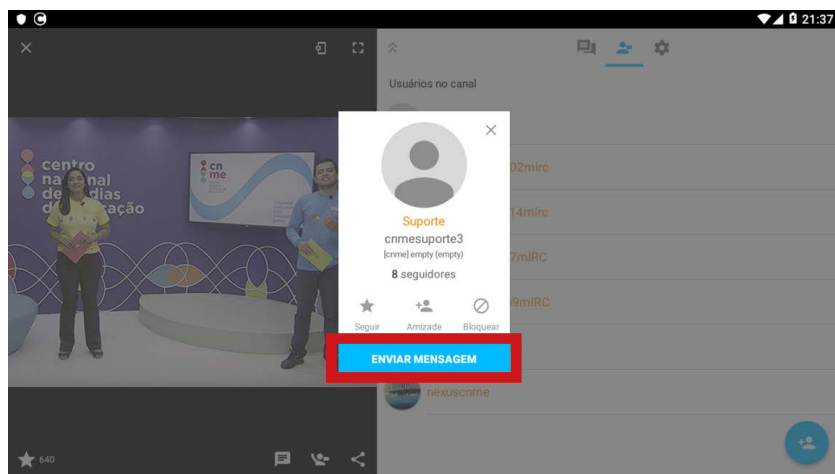 21:37
Usuários no canal
centro
nacional
de mídias
da educação
cn
me
02mirc
14mirc
7mIRC
9mIRC
Suporte
cnmesuporte3
[cnme] empty (empty)
8 seguidores
Seguir Amizade Bloquear
ENVIAR MENSAGEM
nexuscnme
640